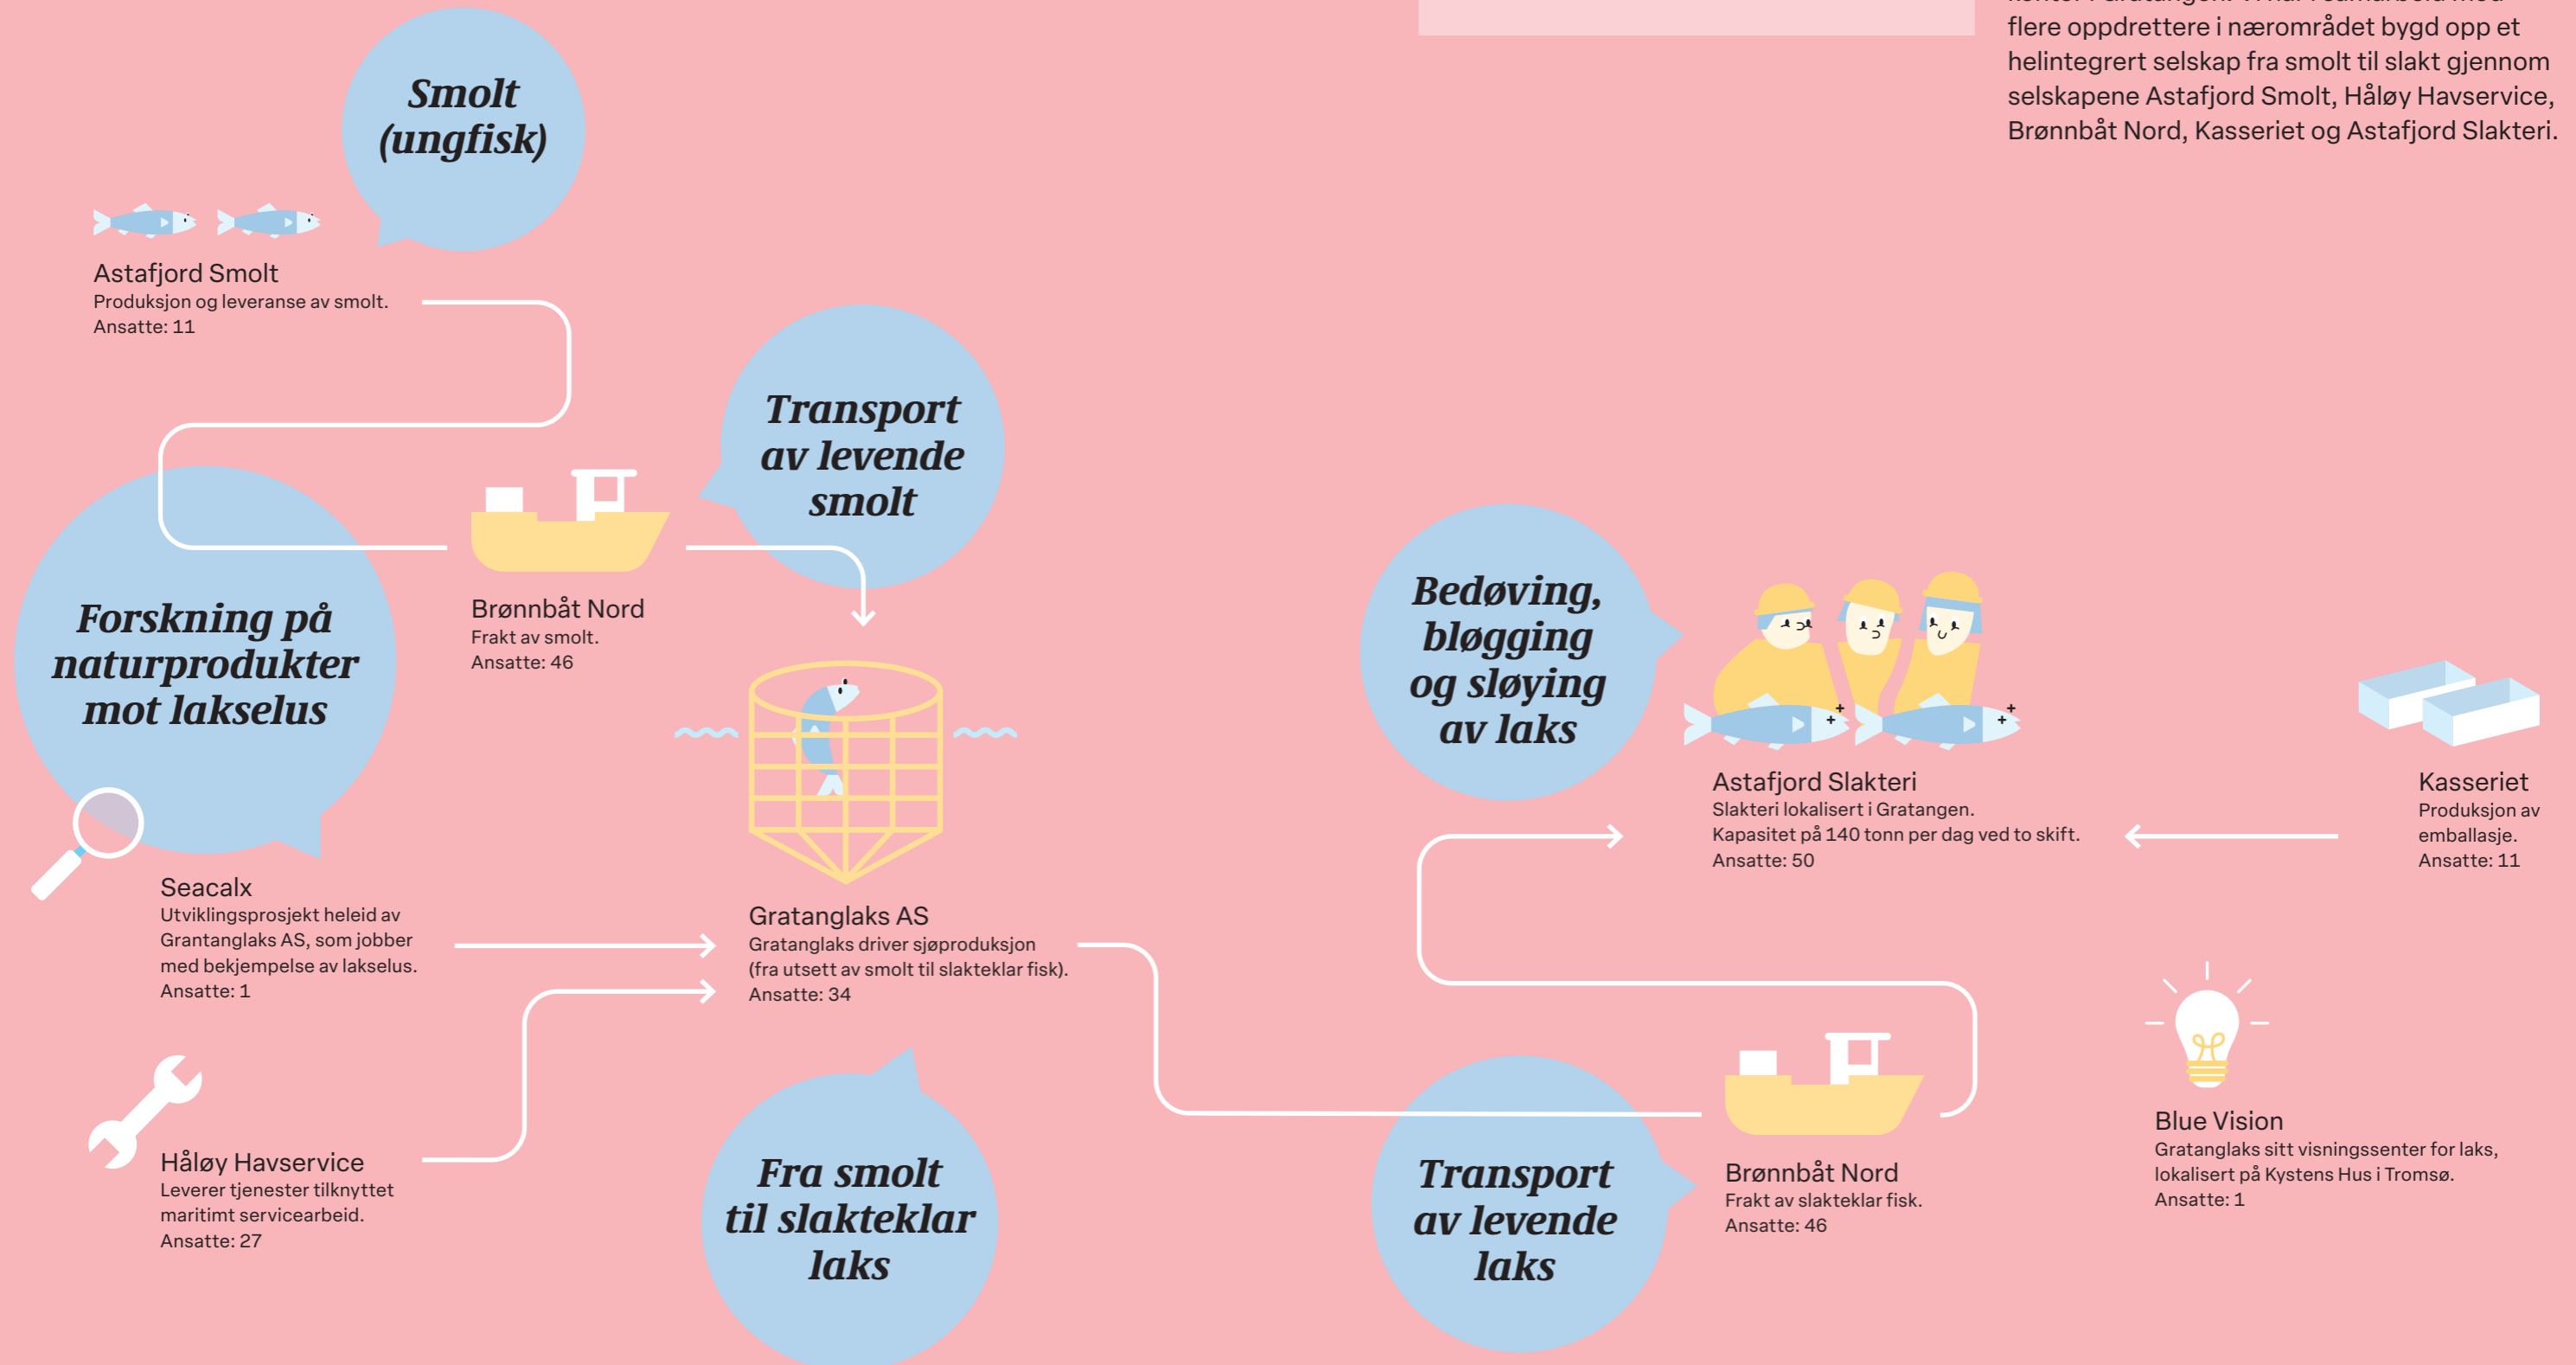 flere oppdrettere i nærområdet bygd opp et
helintegrert selskap fra smolt til slakt gjennom
selskapene Astafjord Smolt, Håløy Havservice,
Brønnbåt Nord, Kasseriet og Astafjord Slakteri.
Smolt
(ungfisk)
Astafjord Smolt
Produksjon og leveranse av smolt.
Ansatte: 11
Transport
av levende
smolt
Brønnbåt Nord
Frakt av smolt.
Ansatte: 46
Forskning på
naturprodukter
mot lakselus
Seacalx
Utviklingsprosjekt heleid av
Grantanglaks AS, som jobber
med bekjempelse av lakselus.
Ansatte: 1
Håløy Havservice
Leverer tjenester tilknyttet
maritimt servicearbeid.
Ansatte: 27
Gratanglaks AS
Gratanglaks driver sjøproduksjon
(fra utsett av smolt til slakteklar fisk).
Ansatte: 34
Fra smolt
til slakteklar
laks
Transport
av levende
laks
Brønnbåt Nord
Frakt av slakteklar fisk.
Ansatte: 46
Bedøving,
bløgging
og sløying
av laks
Astafjord Slakteri
Slakteri lokalisert i Gratangen.
Kapasitet på 140 tonn per dag ved to skift.
Ansatte: 50
Kasseriet
Produksjon av
emballasje.
Ansatte: 11
Blue Vision
Gratanglaks sitt visningssenter for laks,
lokalisert på Kystens Hus i Tromsø.
Ansatte: 1